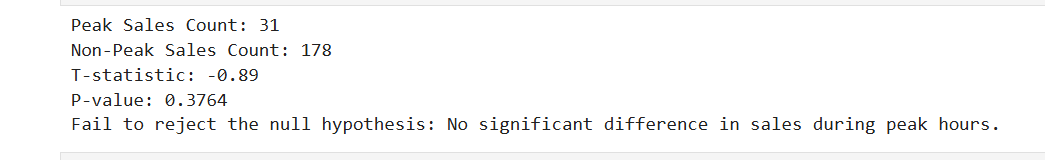 Peak Sales Count: 31
Non-Peak Sales Count: 178
T-statistic: -0.89
P-value: 0.3764
Fail to reject the null hypothesis: No significant difference in sales during peak hours.